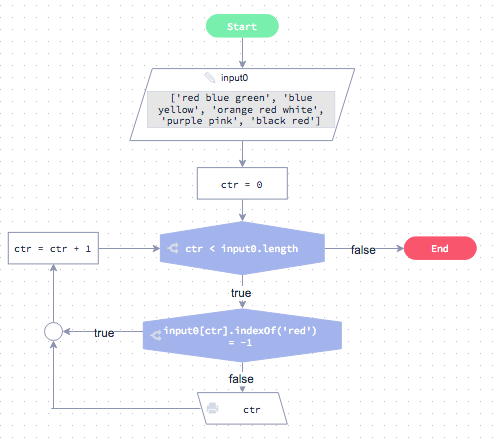 Start
input0
['red blue green', 'blue
yellow', 'orange red white',
'purple pink', 'black red']
ctr = 0
ctr = ctr + 1
ctr < input0.length
false
End
true
input0[ctr].indexOf('red')
= -1
true
false
ctr